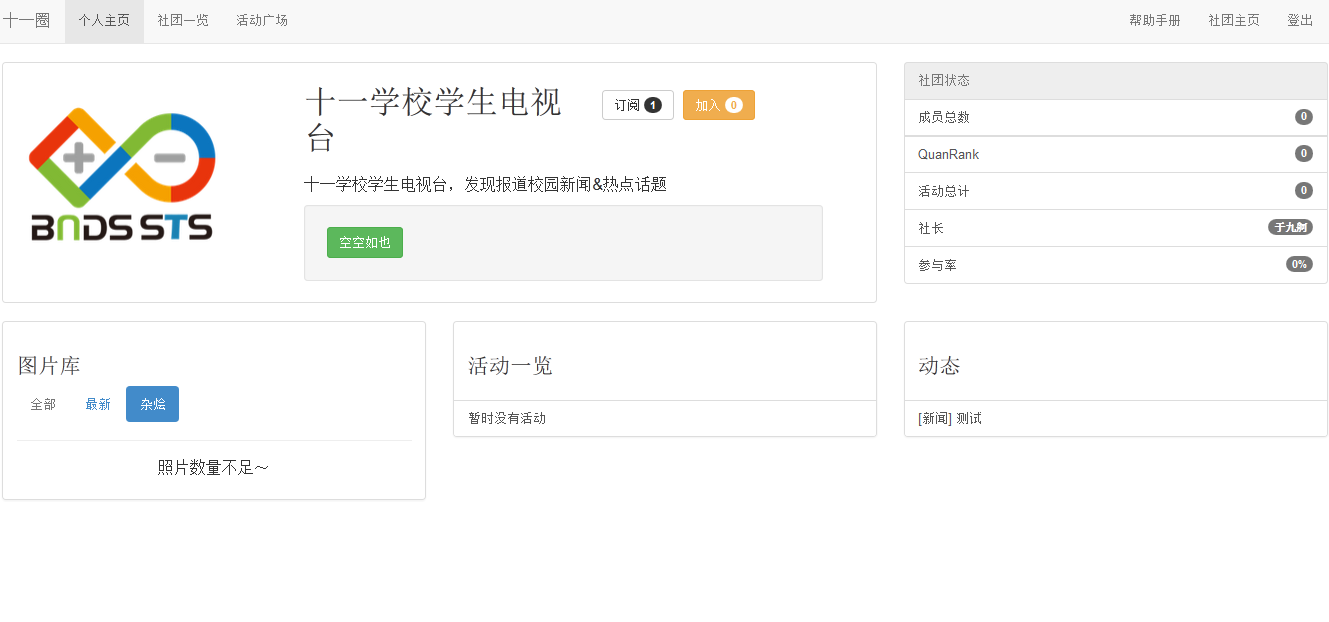 十一圈 个人主页 社团一览 活动广场 帮助手册 社团主页 登出
BNDS STS
十一学校学生电视台
订阅 1 加入 0
十一学校学生电视台，发现报道校园新闻&热点话题
空空如也
社团状态
成员总数 0
QuanRank 0
活动总计 0
社长 于九舸
参与率 0%
图片库
全部 最新 杂烩
照片数量不足～
活动一览
暂时没有活动
动态
[新闻] 测试